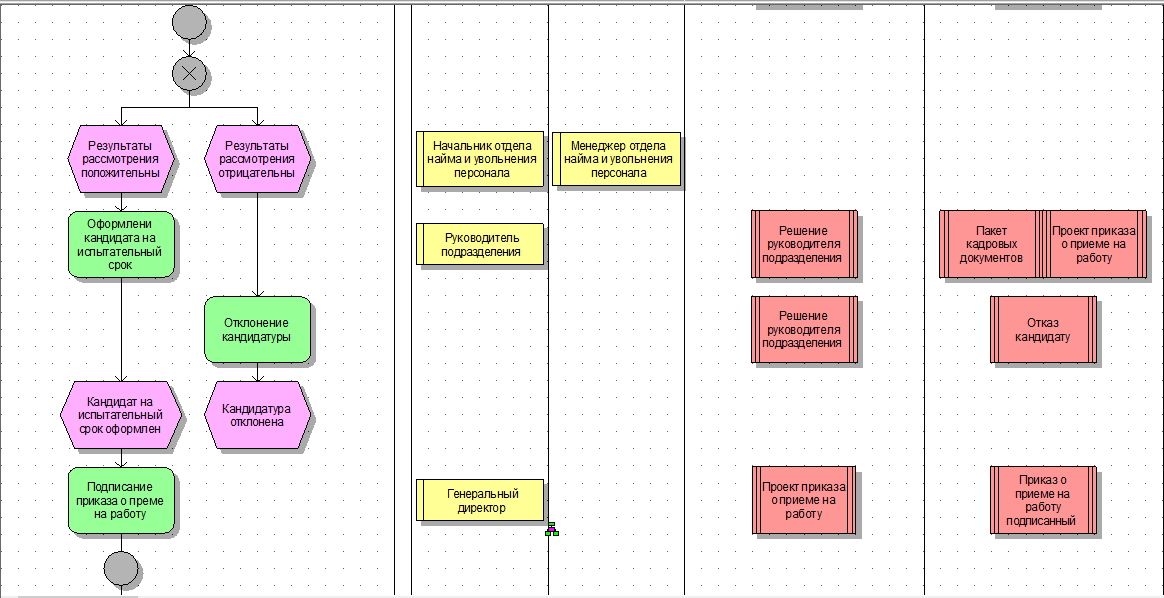 Результаты
рассмотрения
положительны
Результаты
рассмотрения
отрицательны
Начальник отдела
найма и увольнения
персонала
Менеджер отдела
найма и увольнения
персонала
Оформлени
кандидата на
испытательный
срок
Руководитель
подразделения
Решение
руководителя
подразделения
Пакет
кадровых
документов
Проект приказа
о приеме на
работу
Отклонение
кандидатуры
Решение
руководителя
подразделения
Отказ
кандидату
Кандидат на
испытательный
срок оформлен
Кандидатура
отклонена
Подписание
приказа о преме
на работу
Генеральный
директор
Проект приказа
о приеме на
работу
Приказ о
приеме на
работу
подписанный